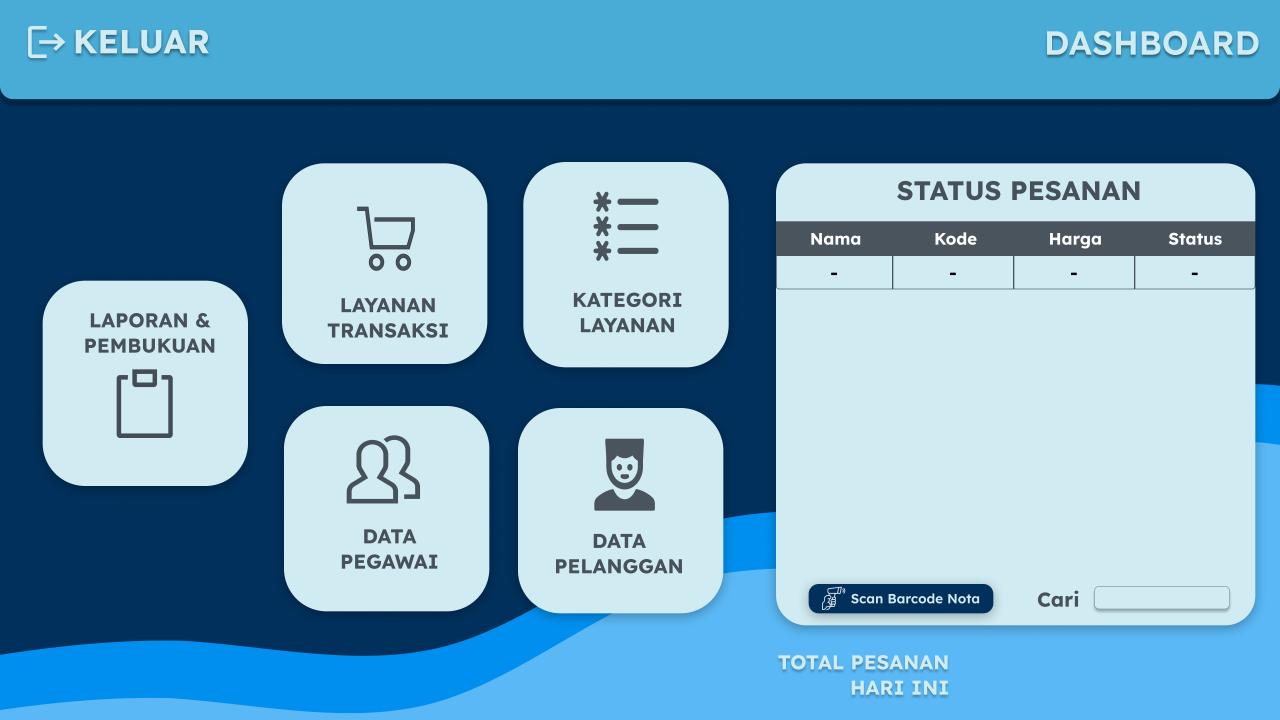 KELUAR
DASHBOARD
LAPORAN &
PEMBUKUAN
LAYANAN
TRANSAKSI
KATEGORI
LAYANAN
DATA
PEGAWAI
DATA
PELANGGAN
STATUS PESANAN
Nama Kode Harga Status
- - - -
Scan Barcode Nota
Cari
TOTAL PESANAN
HARI INI